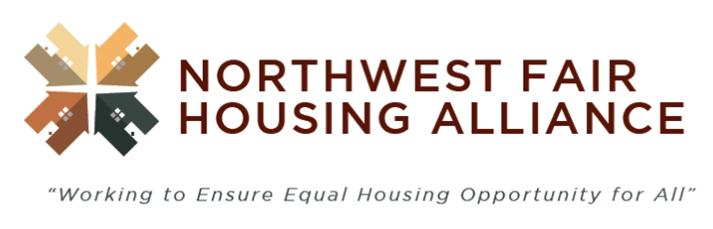 NORTHWEST FAIR
HOUSING ALLIANCE
“Working to Ensure Equal Housing Opportunity for All”